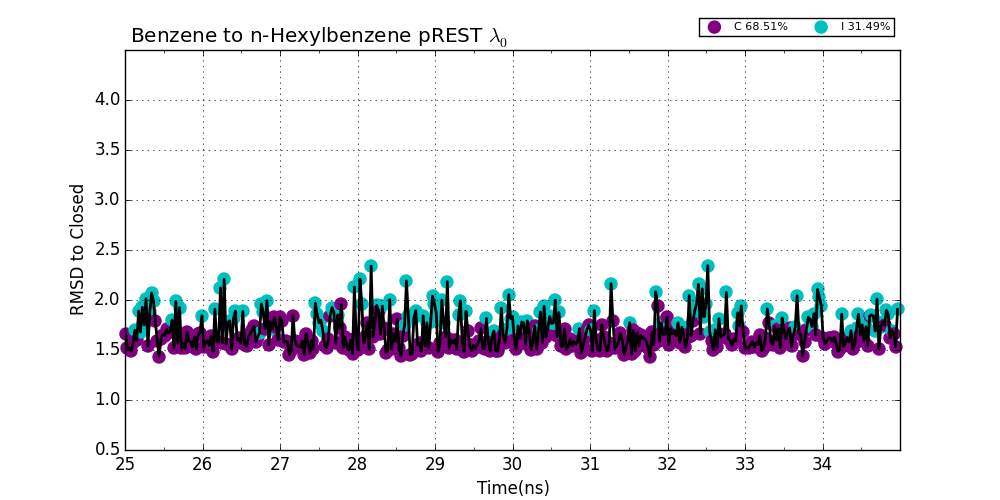 Benzene to n-Hexylbenzene pREST λ0
C 68.51% I 31.49%
RMSD to Closed
4.0
3.5
3.0
2.5
2.0
1.5
1.0
0.5
25 26 27 28 29 30 31 32 33 34
Time(ns)